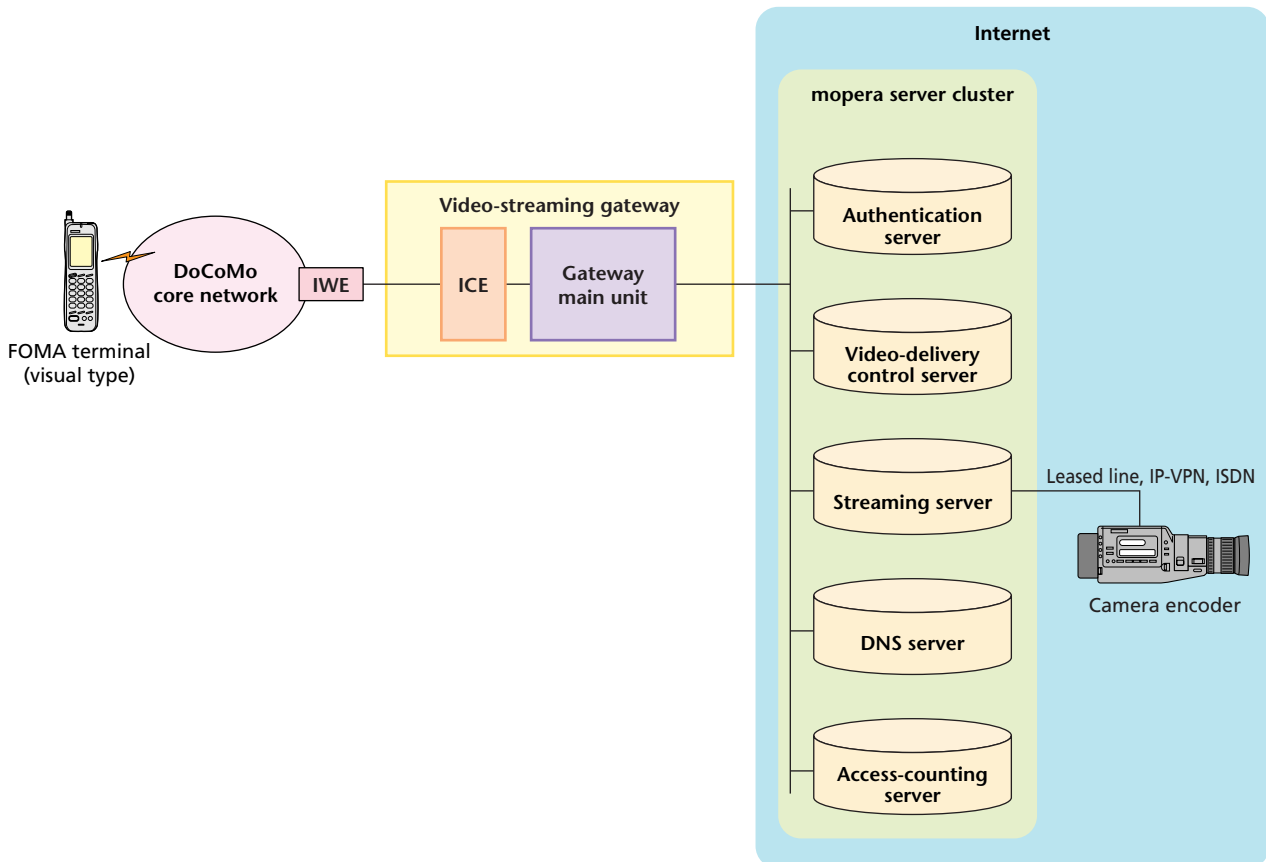 Internet
mopera server cluster
Authentication
server
Video-streaming gateway
DoCoMo
core network
IWE
ICE
Gateway
main unit
FOMA terminal
(visual type)
Video-delivery
control server
Leased line, IP-VPN, ISDN
Streaming server
Camera encoder
DNS server
Access-counting
server